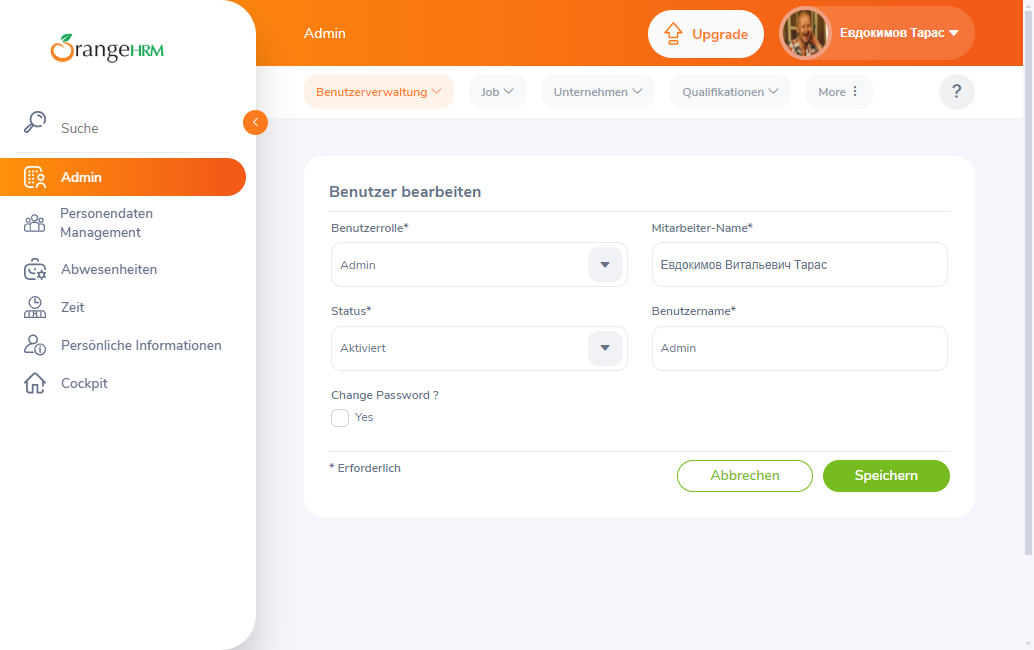 OrangeHRM
Admin
Upgrade
Евдокимов Тарас
Benutzerverwaltung
Job
Unternehmen
Qualifikationen
More
?
Suche
Admin
Personendaten
Management
Abwesenheiten
Zeit
Persönliche Informationen
Cockpit
Benutzer bearbeiten
Benutzerrolle*
Mitarbeiter-Name*
Admin
Евдокимов Витальевич Тарас
Status*
Benutzername*
Aktiviert
Admin
Change Password ?
Yes
* Erforderlich
Abbrechen
Speichern